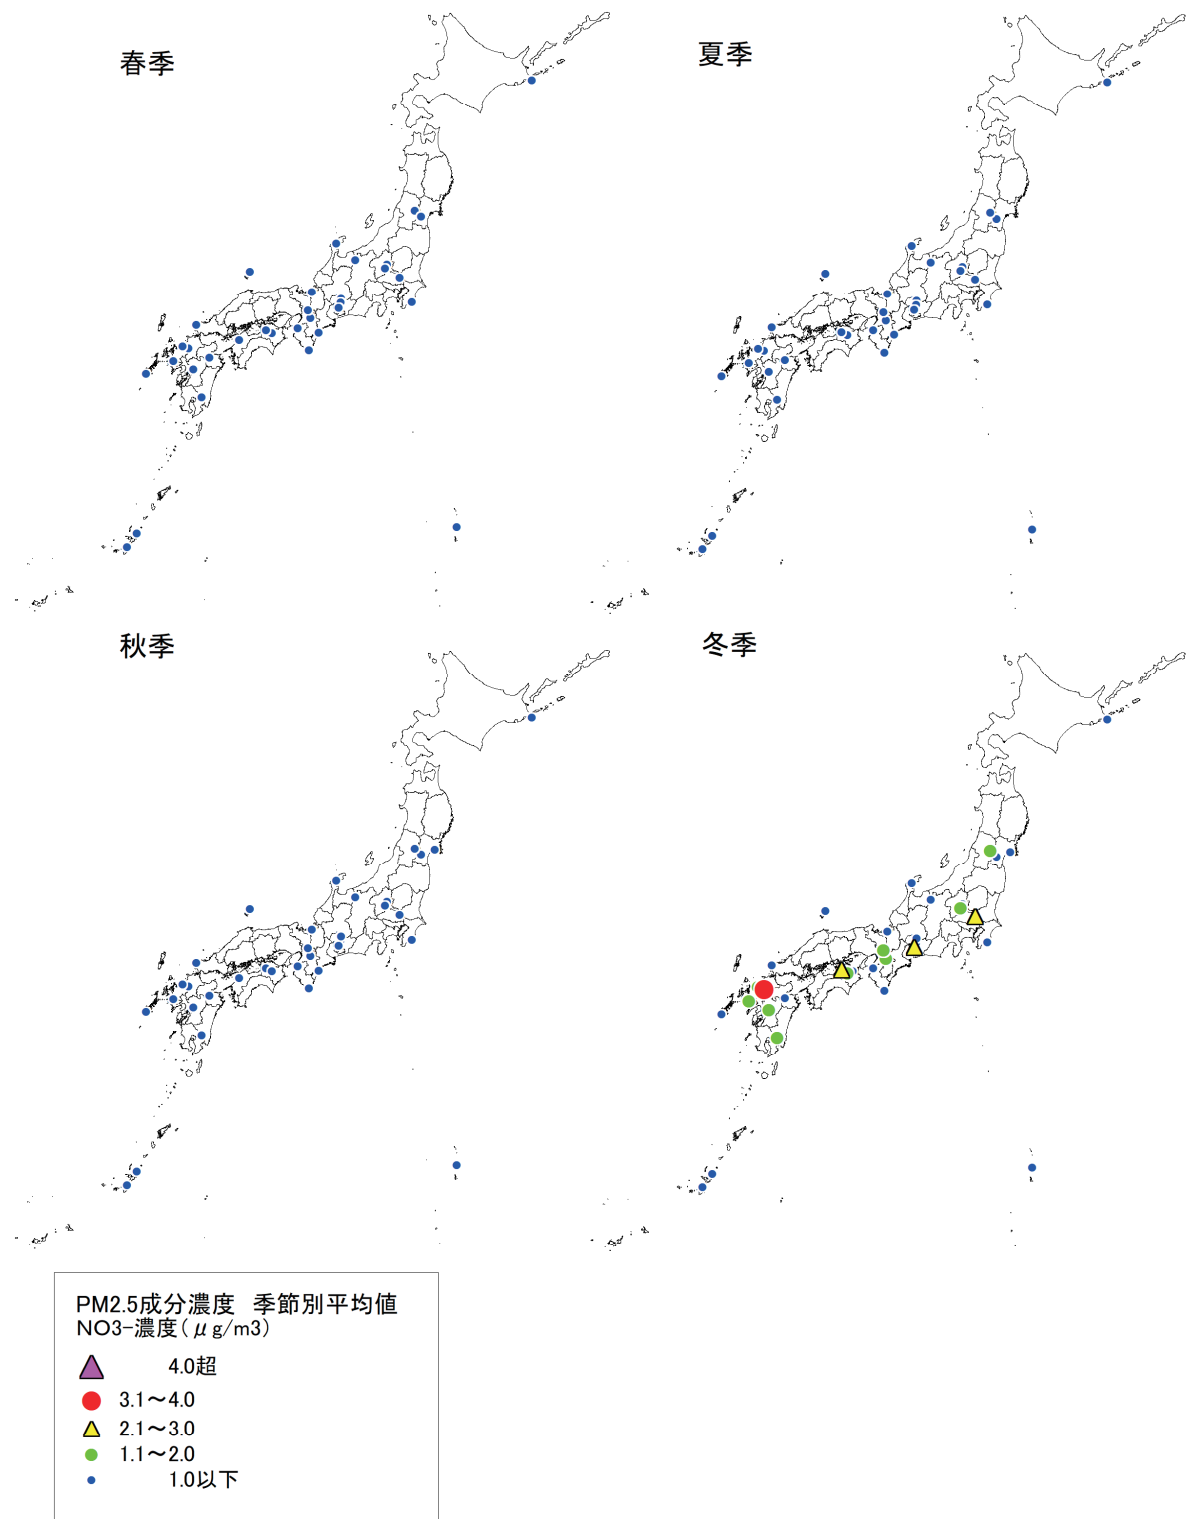 春季
夏季
秋季
冬季
PM2.5成分濃度　季節別平均値
NO3-濃度(μg/m3)
4.0超
3.1～4.0
2.1～3.0
1.1～2.0
1.0以下